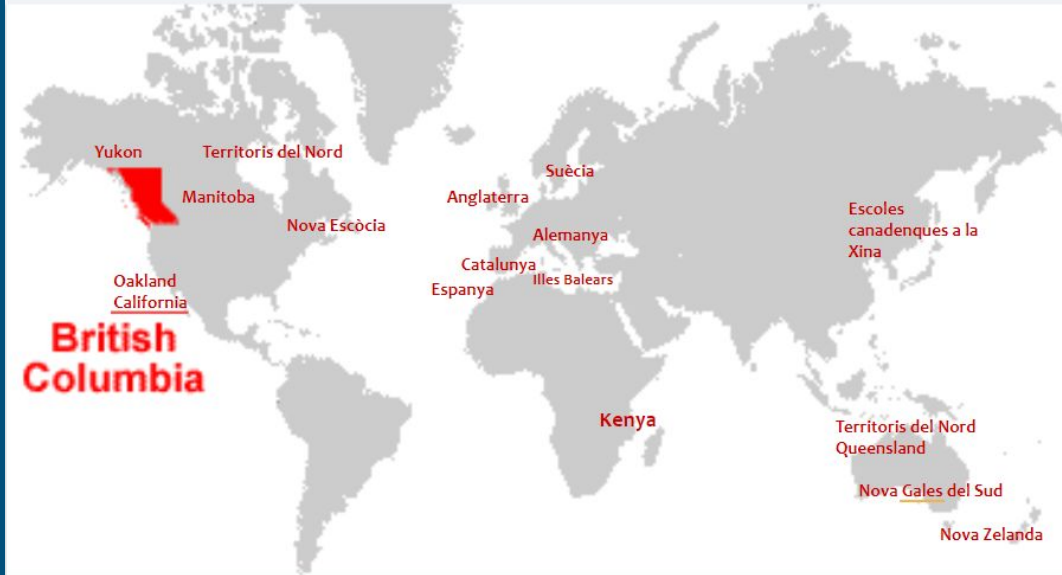 Yukon
Territoris del Nord
Manitoba
Nova Escòcia
Oakland
California
British
Columbia
Suècia
Anglaterra
Alemanya
Catalunya
Illes Balears
Espanya
Kenya
Escoles
canadenques a la
Xina
Territoris del Nord
Queensland
Nova Gales del Sud
Nova Zelanda